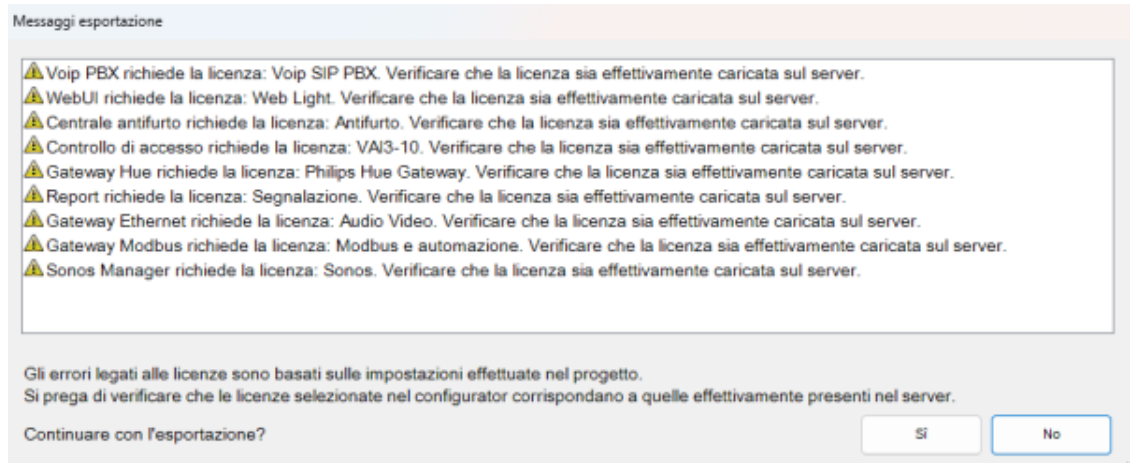 Messaggi esportazione
Voip PBX richiede la licenza: Voip SIP PBX. Verificare che la licenza sia effettivamente caricata sul server.
WebUI richiede la licenza: Web Light. Verificare che la licenza sia effettivamente caricata sul server.
Centrale antifurto richiede la licenza: Antifurto. Verificare che la licenza sia effettivamente caricata sul server.
Controllo di accesso richiede la licenza: VAI3-10. Verificare che la licenza sia effettivamente caricata sul server.
Gateway Hue richiede la licenza: Philips Hue Gateway. Verificare che la licenza sia effettivamente caricata sul server.
Report richiede la licenza: Segnalazione. Verificare che la licenza sia effettivamente caricata sul server.
Gateway Ethernet richiede la licenza: Audio Video. Verificare che la licenza sia effettivamente caricata sul server.
Gateway Modbus richiede la licenza: Modbus e automazione. Verificare che la licenza sia effettivamente caricata sul server.
Sonos Manager richiede la licenza: Sonos. Verificare che la licenza sia effettivamente caricata sul server.
Gli errori legati alle licenze sono basati sulle impostazioni effettuate nel progetto.
Si prega di verificare che le licenze selezionate nel configurator corrispondano a quelle effettivamente presenti nel server.
Continuare con l'esportazione?
Sì
No